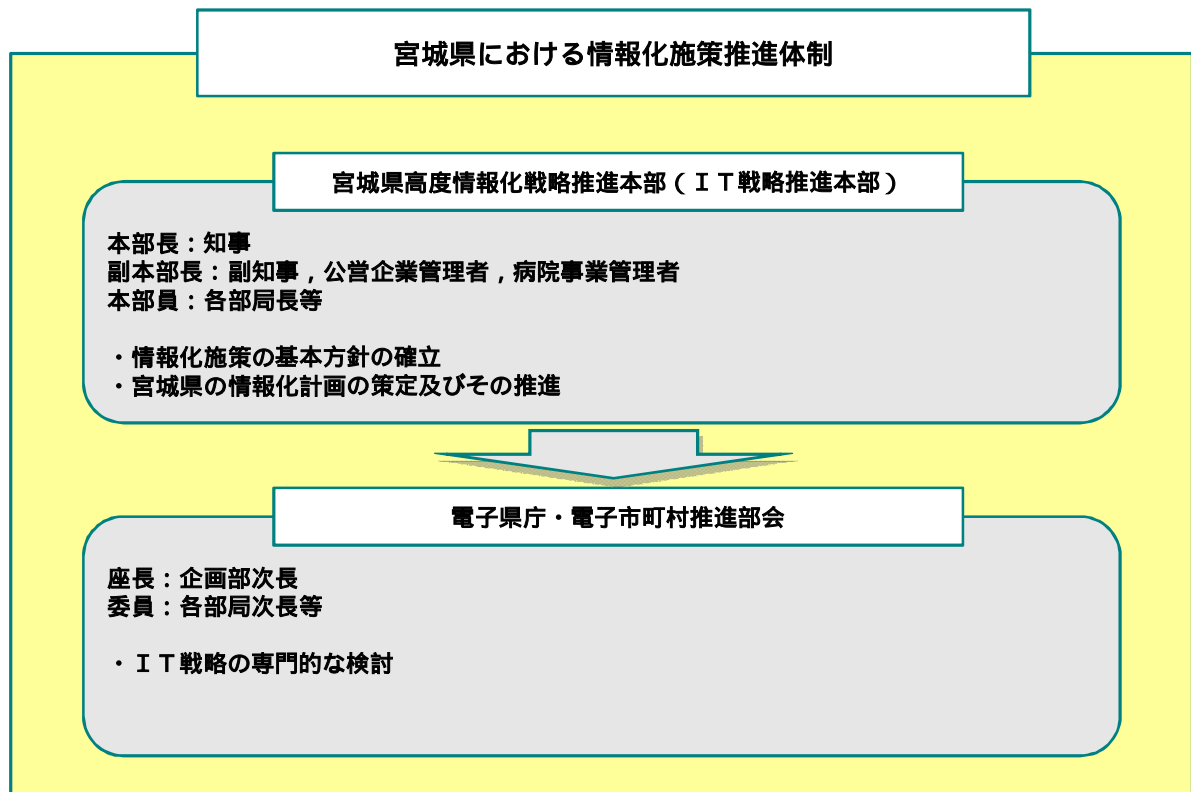 宮城県における情報化施策推進体制
宮城県高度情報化戦略推進本部（ＩＴ戦略推進本部）
本部長：知事
副本部長：副知事，公営企業管理者，病院事業管理者
本部員：各部局長等
・情報化施策の基本方針の確立
・宮城県の情報化計画の策定及びその推進
電子県庁・電子市町村推進部会
座長：企画部次長
委員：各部局次長等
・ＩＴ戦略の専門的な検討